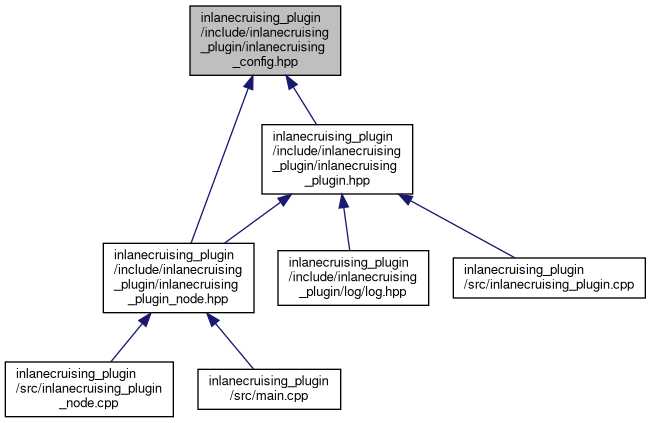 inlanecruising_plugin
/include/inlanecruising
_plugin/inlanecruising
_config.hpp
inlanecruising_plugin
/include/inlanecruising
_plugin/inlanecruising
_plugin.hpp
inlanecruising_plugin
/include/inlanecruising
_plugin/inlanecruising
_plugin_node.hpp
inlanecruising_plugin
/include/inlanecruising
_plugin/log/log.hpp
inlanecruising_plugin
/src/inlanecruising_plugin.cpp
inlanecruising_plugin
/src/inlanecruising_plugin
_node.cpp
inlanecruising_plugin
/src/main.cpp